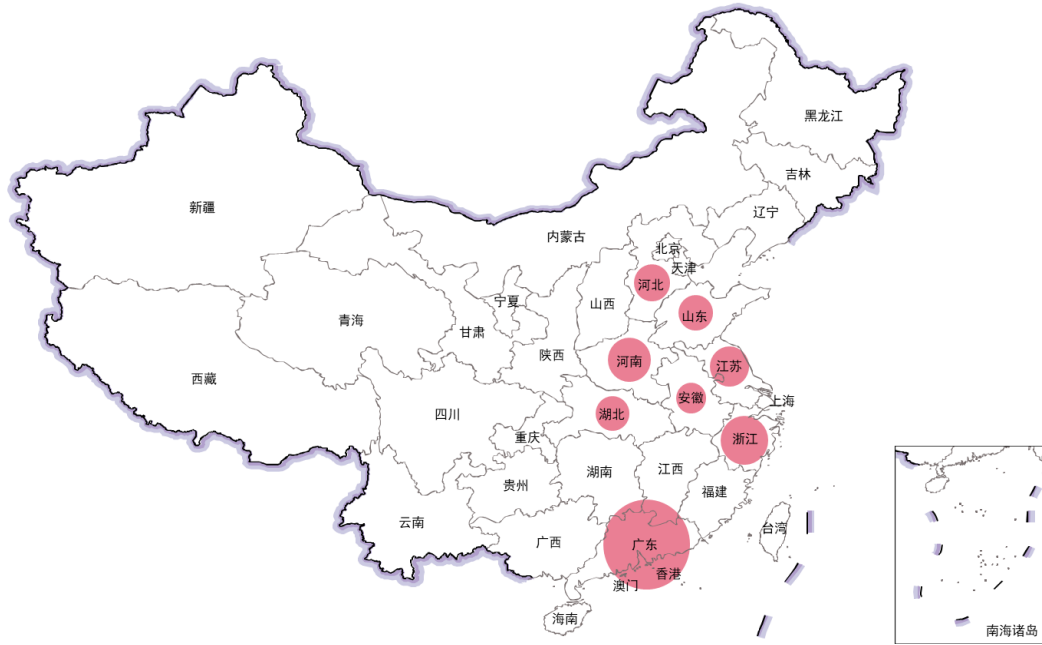 黑龙江
吉林
新疆
辽宁
内蒙古
北京
天津
河北
宁夏
山西
山东
青海
甘肃
陕西
河南
江苏
西藏
安徽
上海
四川
湖北
重庆
浙江
湖南
江西
贵州
福建
云南
广西
广东
台湾
香港
澳门
海南
南海诸岛